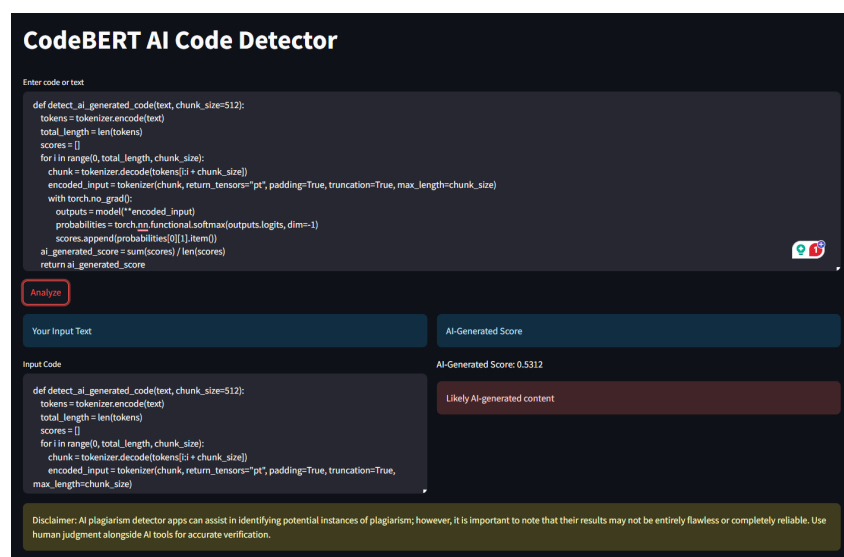 CodeBERT AI Code Detector
Enter code or text
def detect_ai_generated_code(text, chunk_size=512):
tokens = tokenizer.encode(text)
total_length = len(tokens)
scores = []
for i in range(0, total_length, chunk_size):
chunk = tokenizer.decode(tokens[i:i + chunk_size])
encoded_input = tokenizer(chunk, return_tensors="pt", padding=True, truncation=True, max_length=chunk_size)
with torch.no_grad():
outputs = model(**encoded_input)
probabilities = torch.nn.functional.softmax(outputs.logits, dim=-1)
scores.append(probabilities[0][1].item())
ai_generated_score = sum(scores) / len(scores)
return ai_generated_score
1
Analyze
Your Input Text
AI-Generated Score
Input Code
AI-Generated Score: 0.5312
def detect_ai_generated_code(text, chunk_size=512):
tokens = tokenizer.encode(text)
total_length = len(tokens)
scores = []
for i in range(0, total_length, chunk_size):
chunk = tokenizer.decode(tokens[i:i + chunk_size])
encoded_input = tokenizer(chunk, return_tensors="pt", padding=True, truncation=True,
max_length=chunk_size)
Likely AI-generated content
Disclaimer: AI plagiarism detector apps can assist in identifying potential instances of plagiarism; however, it is important to note that their results may not be entirely flawless or completely reliable. Use
human judgment alongside AI tools for accurate verification.